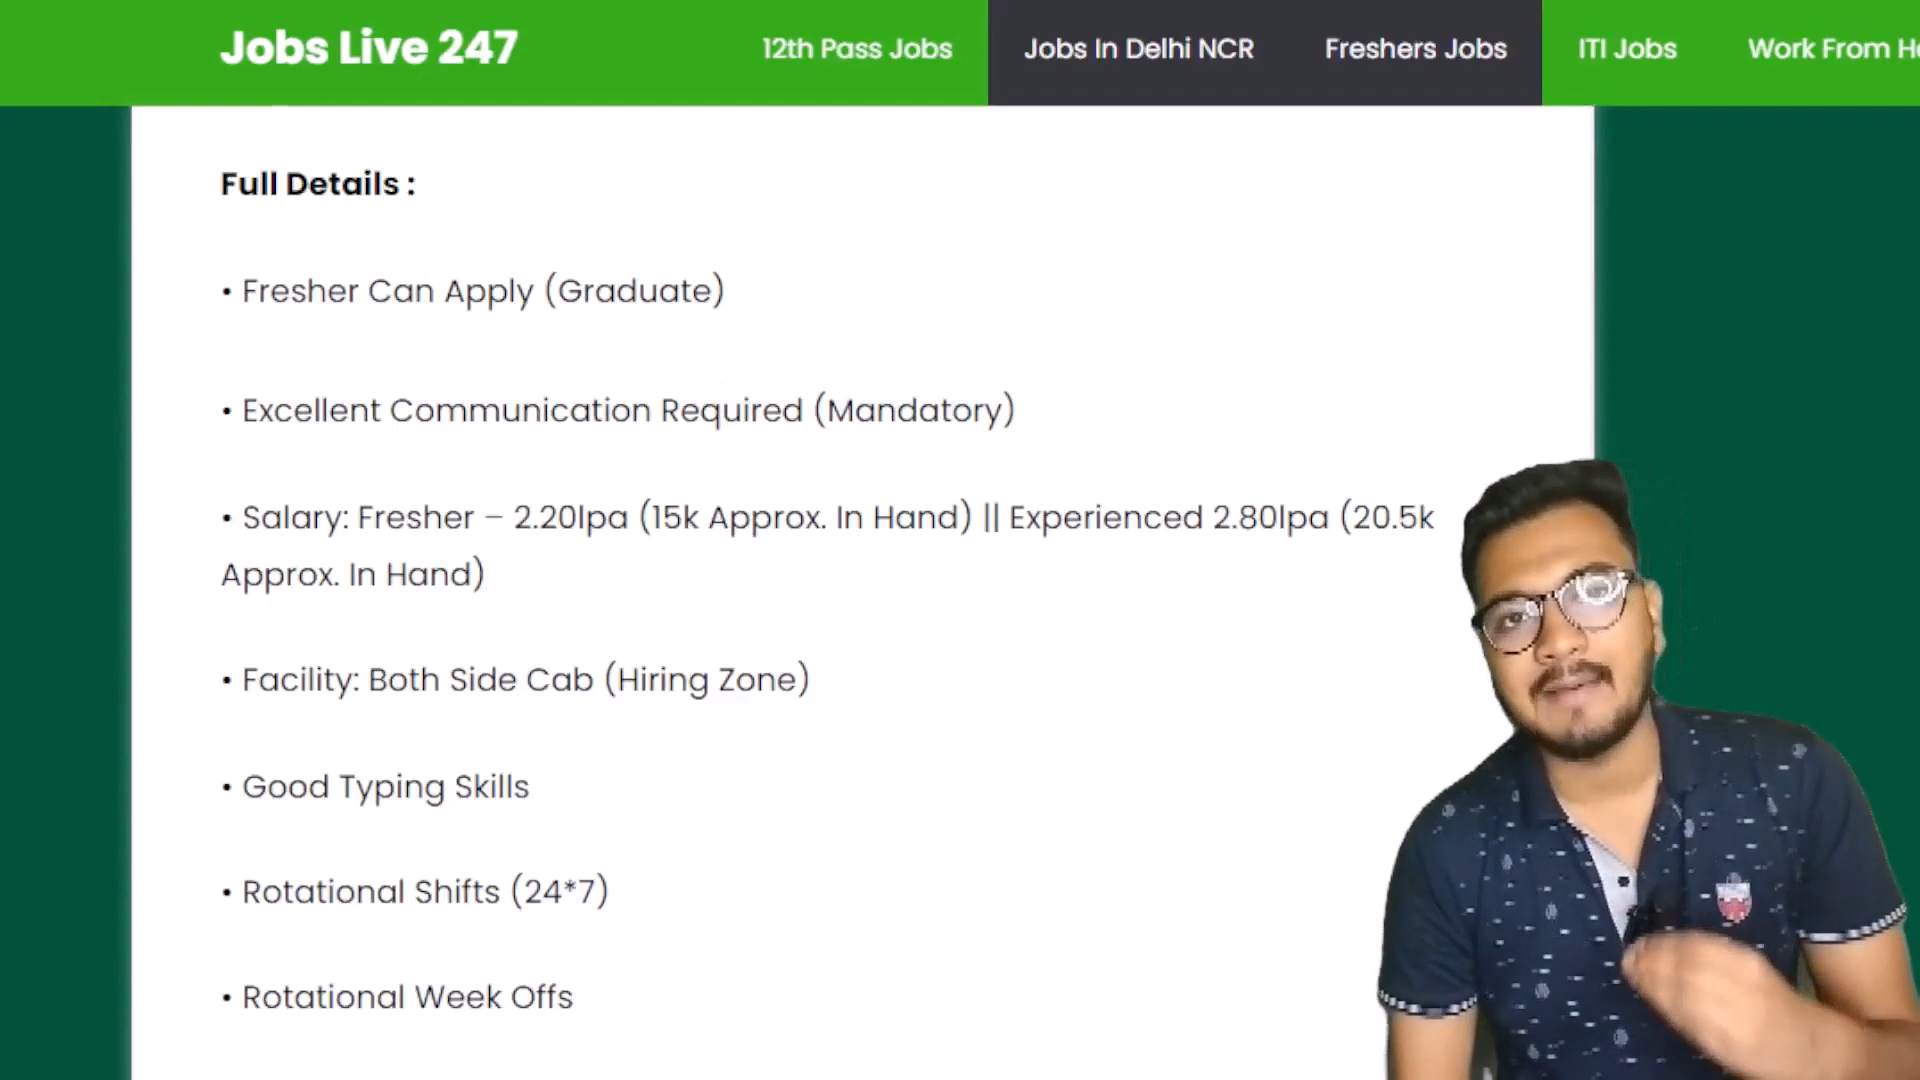 Jobs Live 247
12th Pass Jobs
Jobs In Delhi NCR
Freshers Jobs
ITI Jobs
Work From
Full Details :
• Fresher Can Apply (Graduate)
• Excellent Communication Required (Mandatory)
• Salary: Fresher – 2.20lpa (15k Approx. In Hand) || Experienced 2.80lpa (20.5k
Approx. In Hand)
• Facility: Both Side Cab (Hiring Zone)
• Good Typing Skills
• Rotational Shifts (24*7)
• Rotational Week Offs